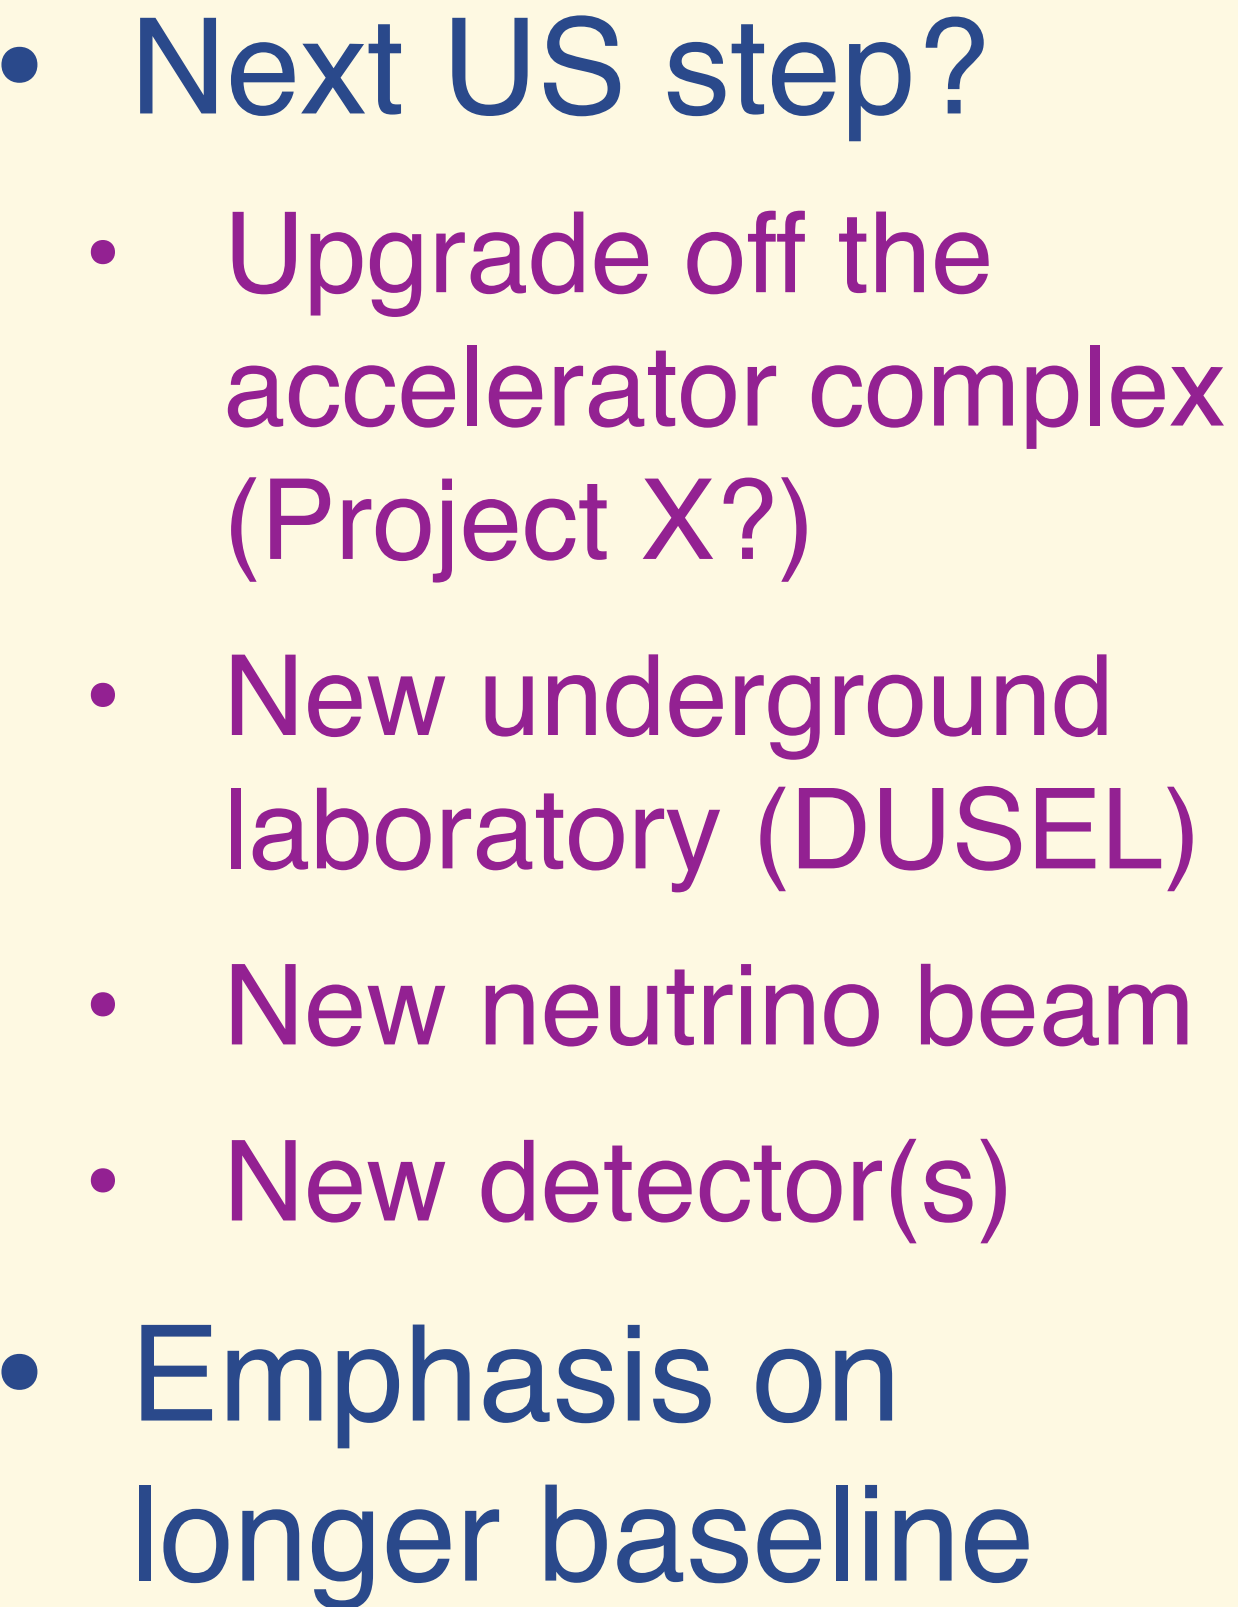 • Next US step?
• Upgrade off the
accelerator complex
(Project X?)
• New underground
laboratory (DUSEL)
• New neutrino beam
• New detector(s)
• Emphasis on
longer baseline